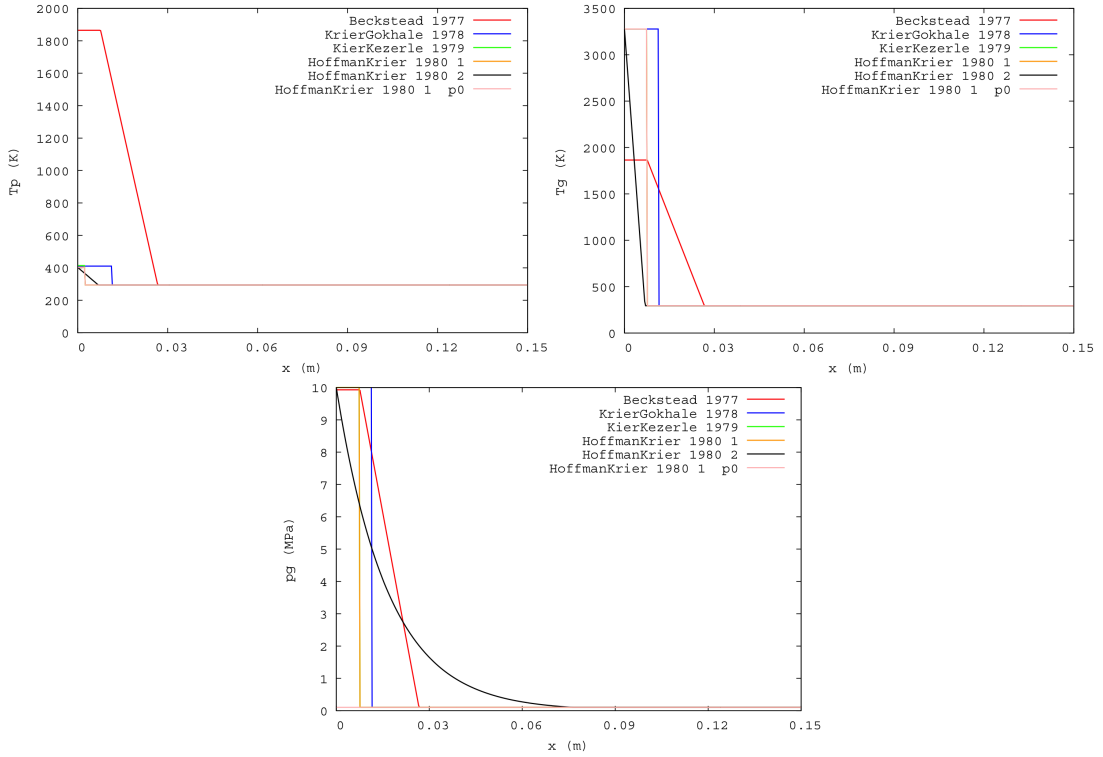 2000
1800
1600
1400
1200
1000
800
600
400
200
0
Tp (K)
Beckstead 1977
KrierGokhale 1978
KierKezerle 1979
HoffmanKrier 1980 1
HoffmanKrier 1980 2
HoffmanKrier 1980 1 p0
0 0.03 0.06 0.09 0.12 0.15
x (m)
3500
3000
2500
2000
1500
1000
500
0
Tg (K)
Beckstead 1977
KrierGokhale 1978
KierKezerle 1979
HoffmanKrier 1980 1
HoffmanKrier 1980 2
HoffmanKrier 1980 1 p0
0 0.03 0.06 0.09 0.12 0.15
x (m)
10
9
8
7
6
5
4
3
2
1
0
pg (MPa)
Beckstead 1977
KrierGokhale 1978
KierKezerle 1979
HoffmanKrier 1980 1
HoffmanKrier 1980 2
HoffmanKrier 1980 1 p0
0 0.03 0.06 0.09 0.12 0.15
x (m)